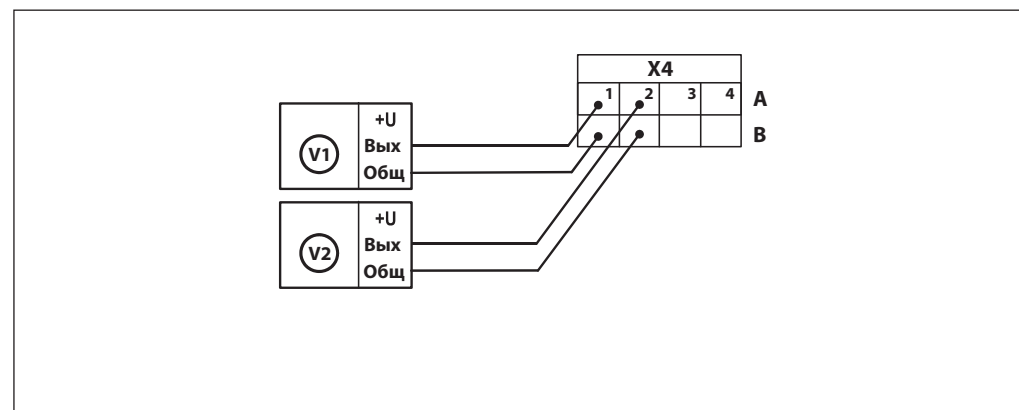 X4
1 2 3 4 A
B
+U
V1 Вых
Общ
+U
V2 Вых
Общ